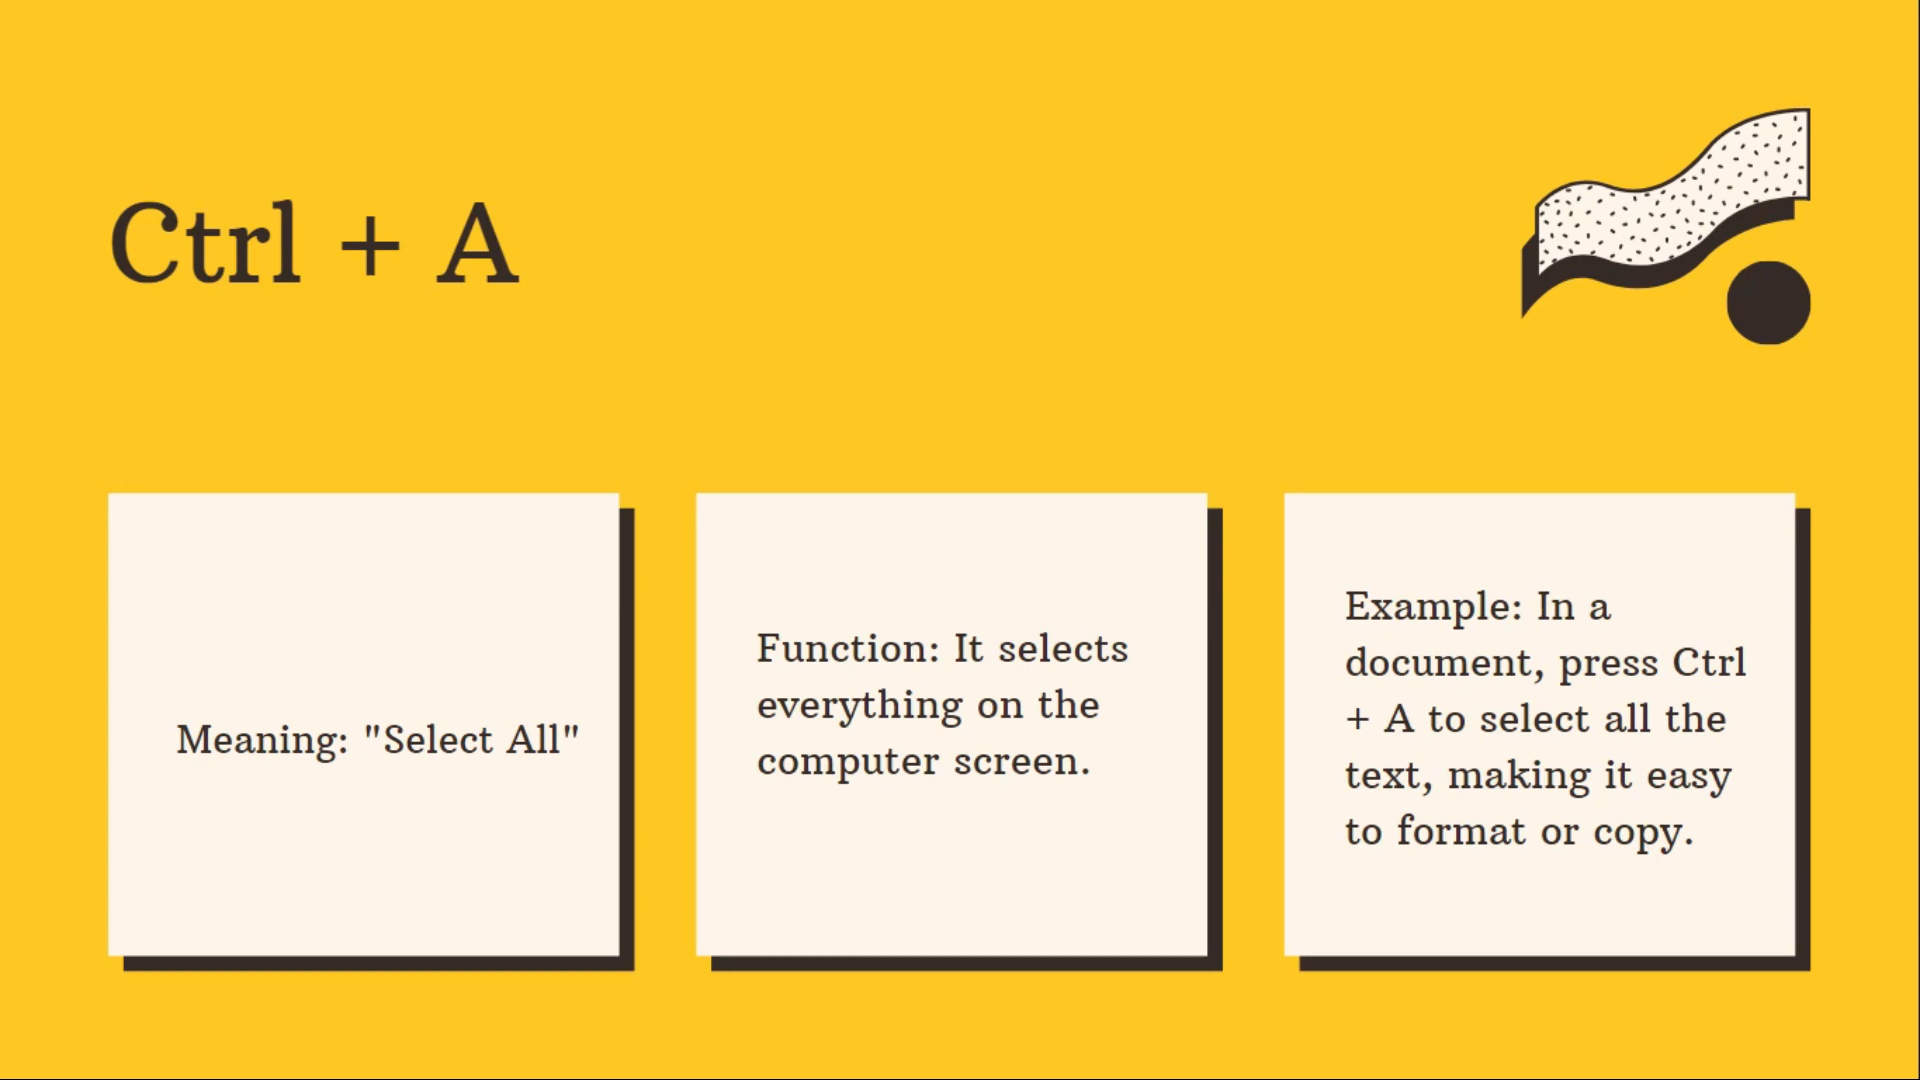 Ctrl + A
Meaning: "Select All"
Function: It selects
everything on the
computer screen.
Example: In a
document, press Ctrl
+ A to select all the
text, making it easy
to format or copy.